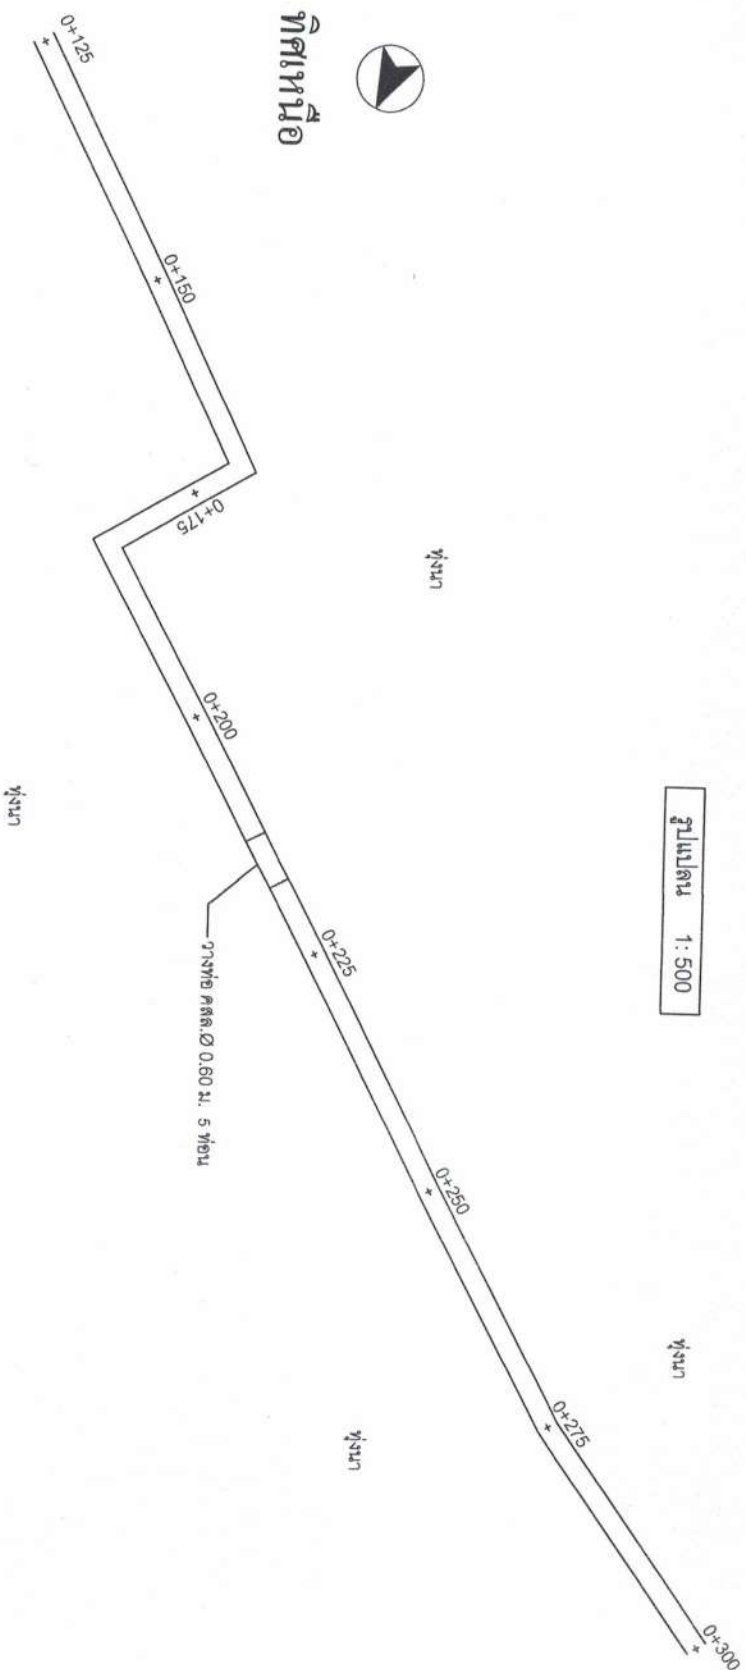 ทิศเหนือ
0+125
0+150
0+175
0+200
0+225
0+250
0+275
0+300
ทุ่งนา
ทุ่งนา
ทุ่งนา
ทุ่งนา
วางท่อ คสล.Ø 0.60 ม. 5 ท่อน
รูปแปลน 1: 500